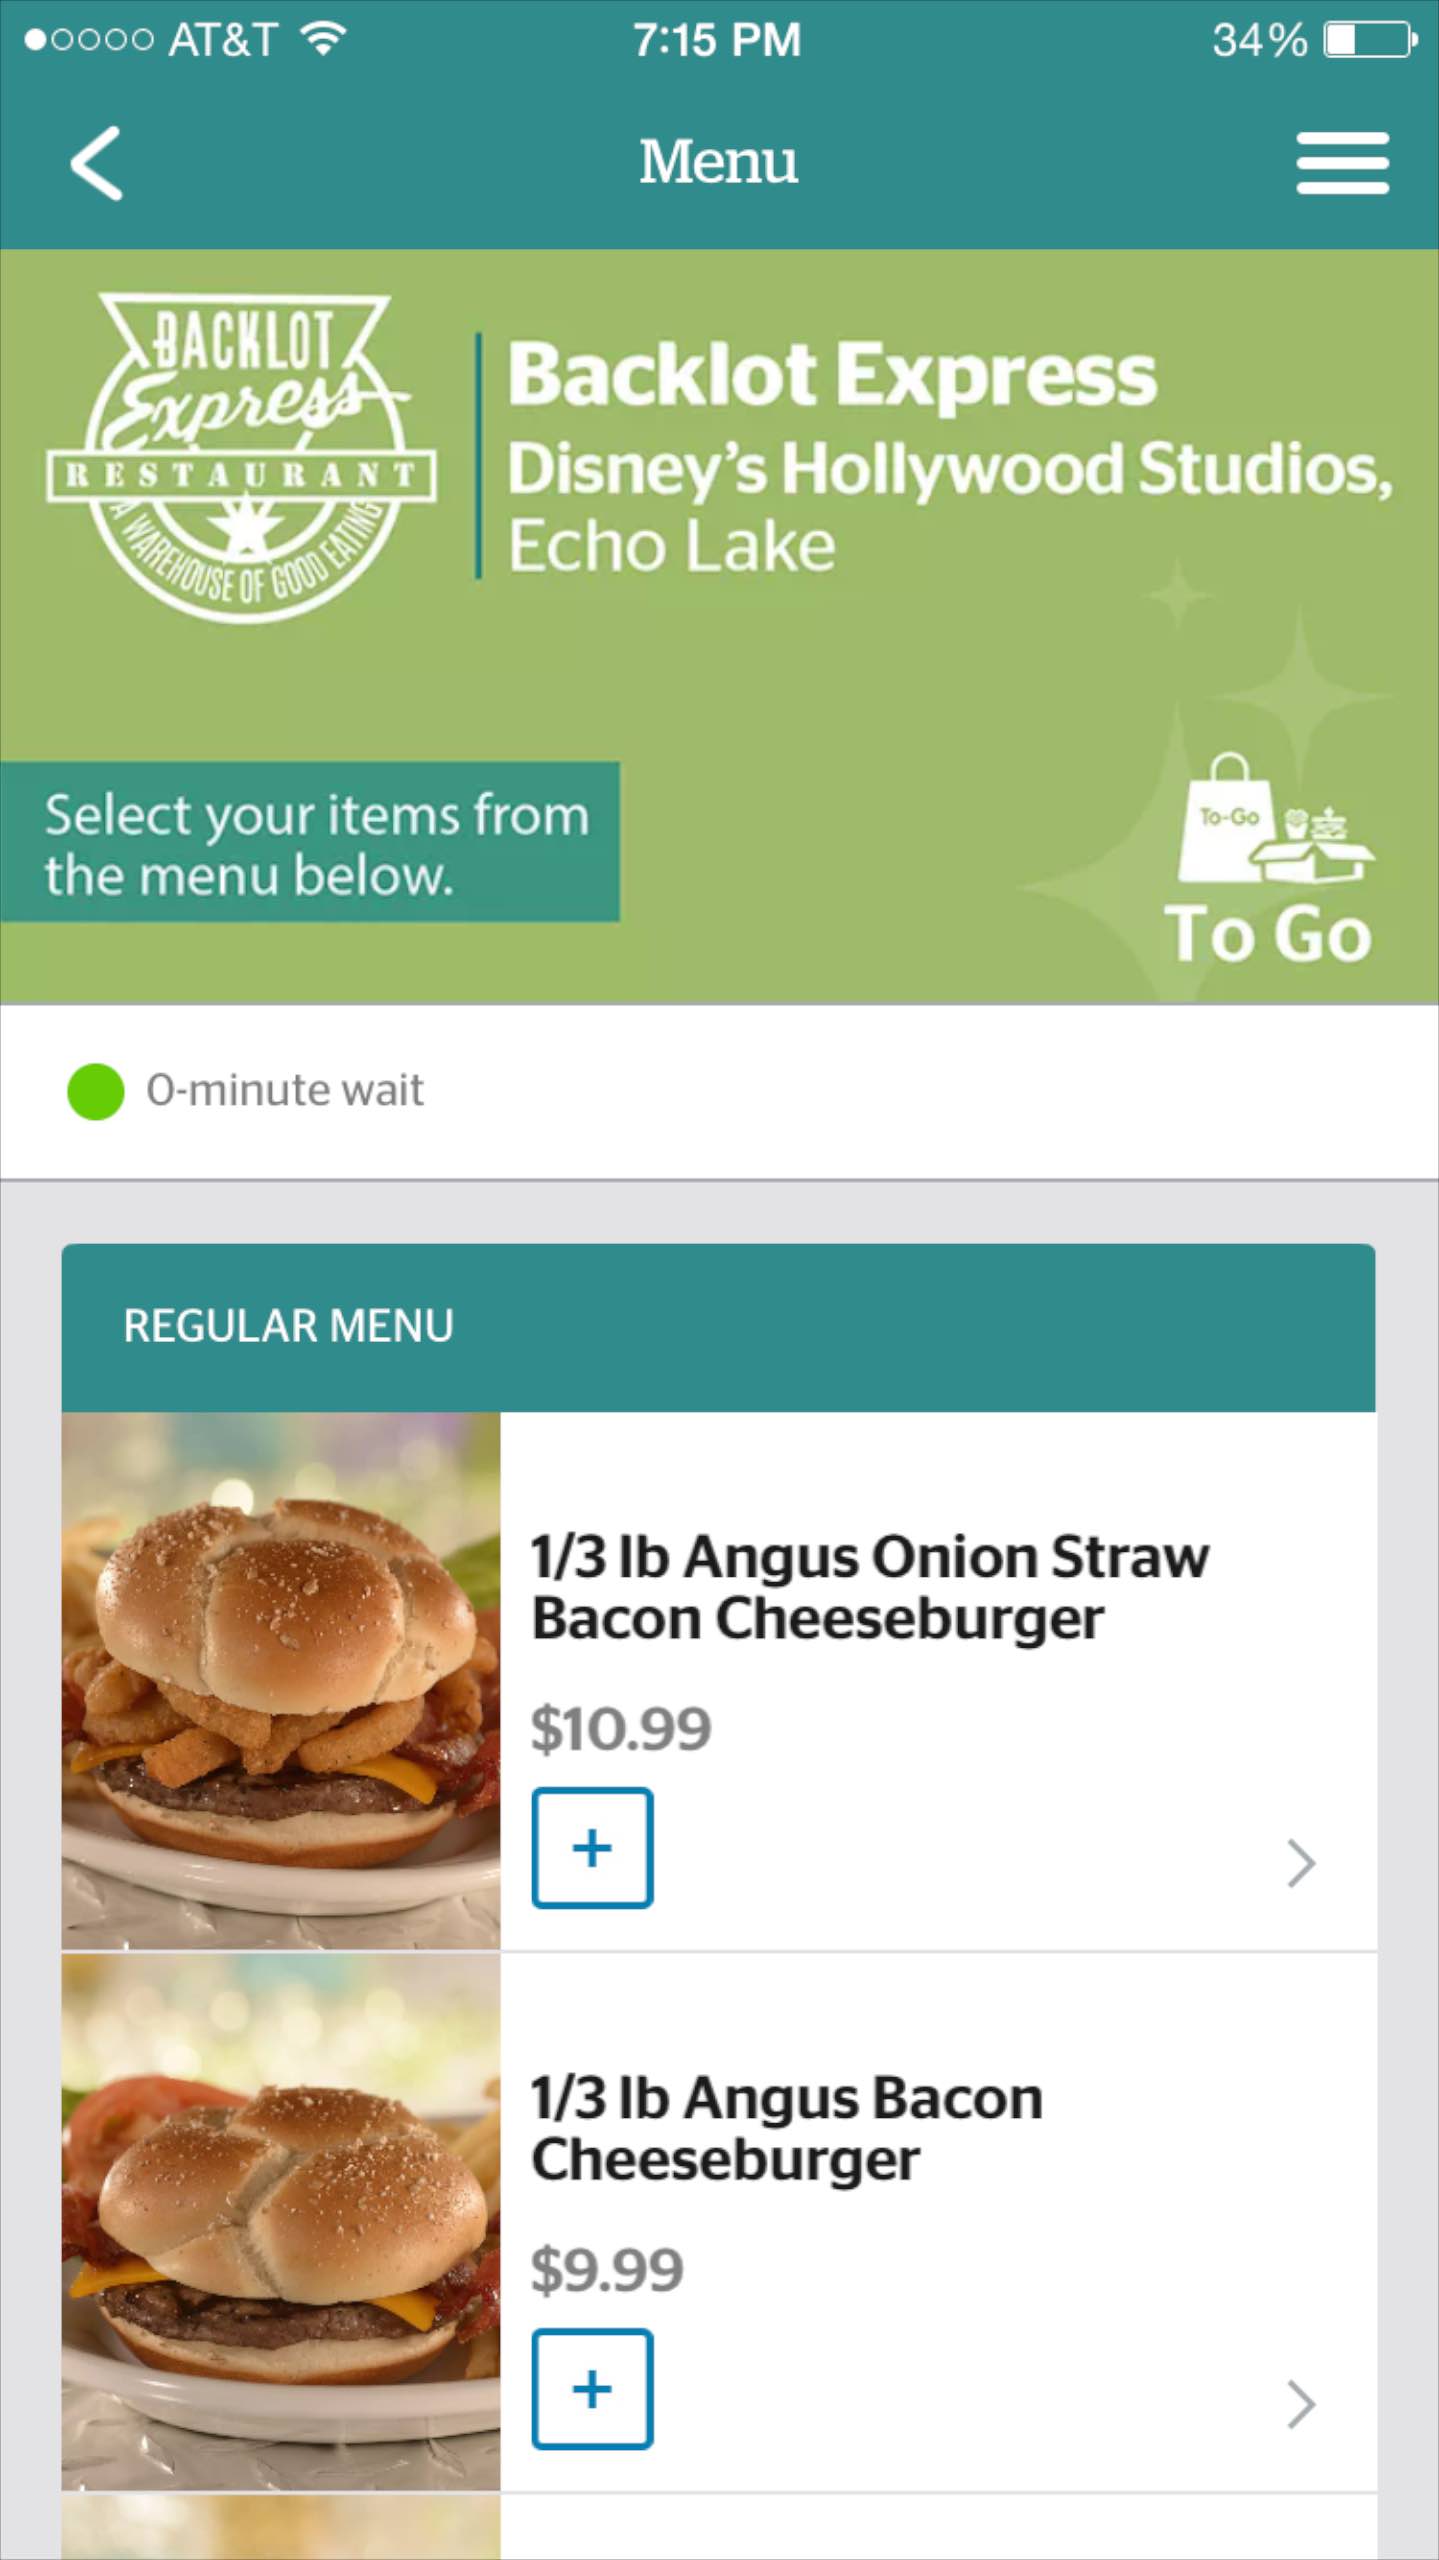 AT&T 7:15 PM 34%
Menu
BACKLOT
Express
RESTAURANT
A WAREHOUSE OF GOOD EATING
Backlot Express
Disney's Hollywood Studios,
Echo Lake
Select your items from
the menu below.
To-Go
To Go
0-minute wait
REGULAR MENU
1/3 lb Angus Onion Straw
Bacon Cheeseburger
$10.99
+
1/3 lb Angus Bacon
Cheeseburger
$9.99
+